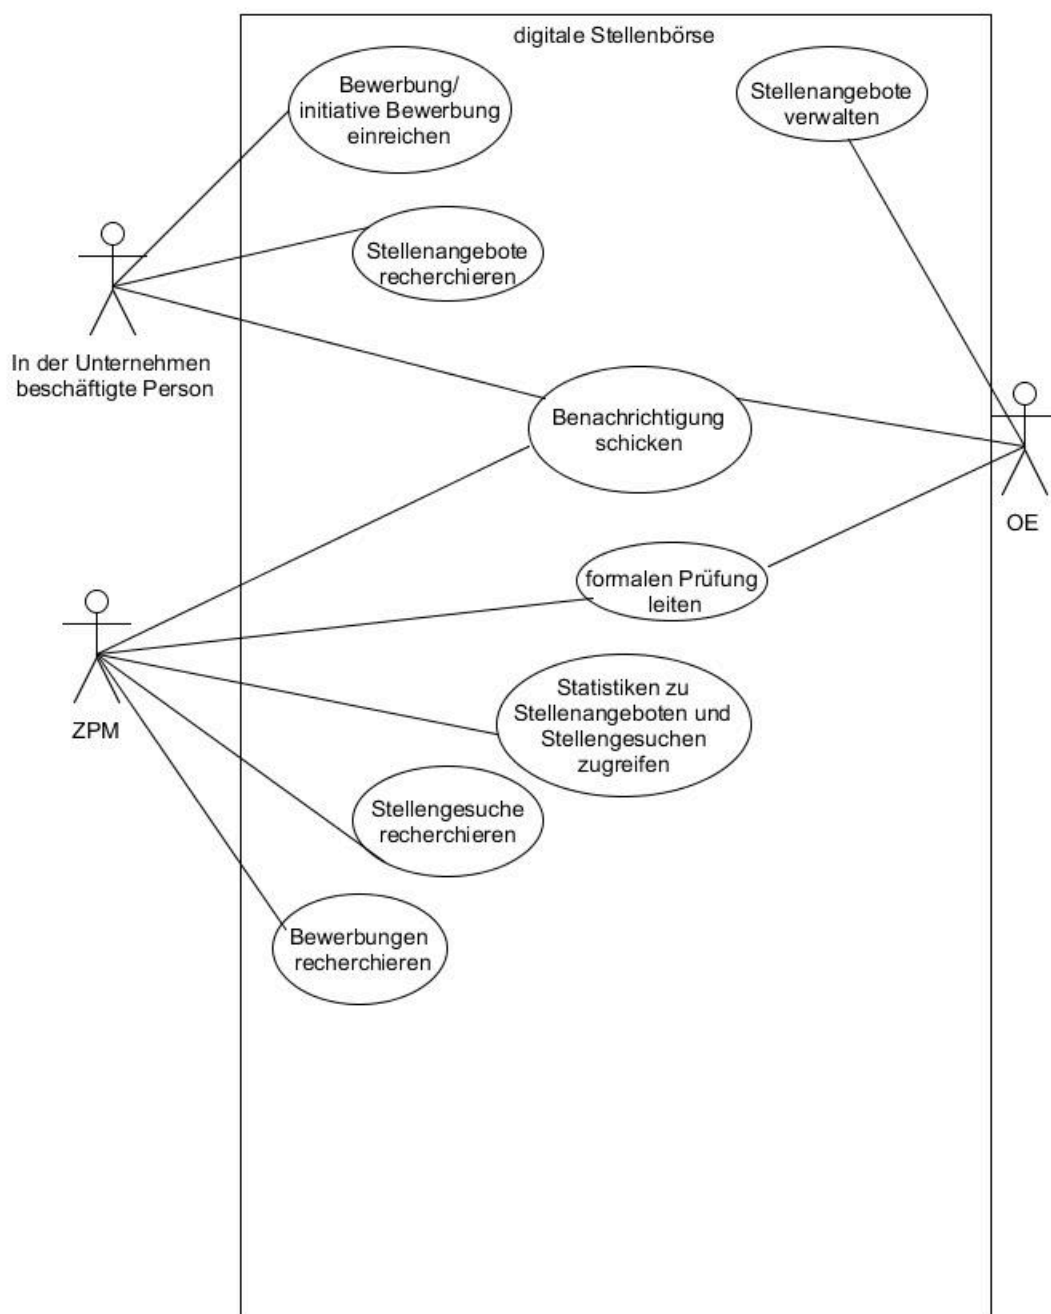 digitale Stellenbörse
Bewerbung/
initiative Bewerbung
einreichen
Stellenangebote
verwalten
Stellenangebote
recherchieren
In der Unternehmen
beschäftigte Person
Benachrichtigung
schicken
OE
formalen Prüfung
leiten
ZPM
Statistiken zu
Stellenangeboten und
Stellengesuchen
zugreifen
Stellengesuche
recherchieren
Bewerbungen
recherchieren